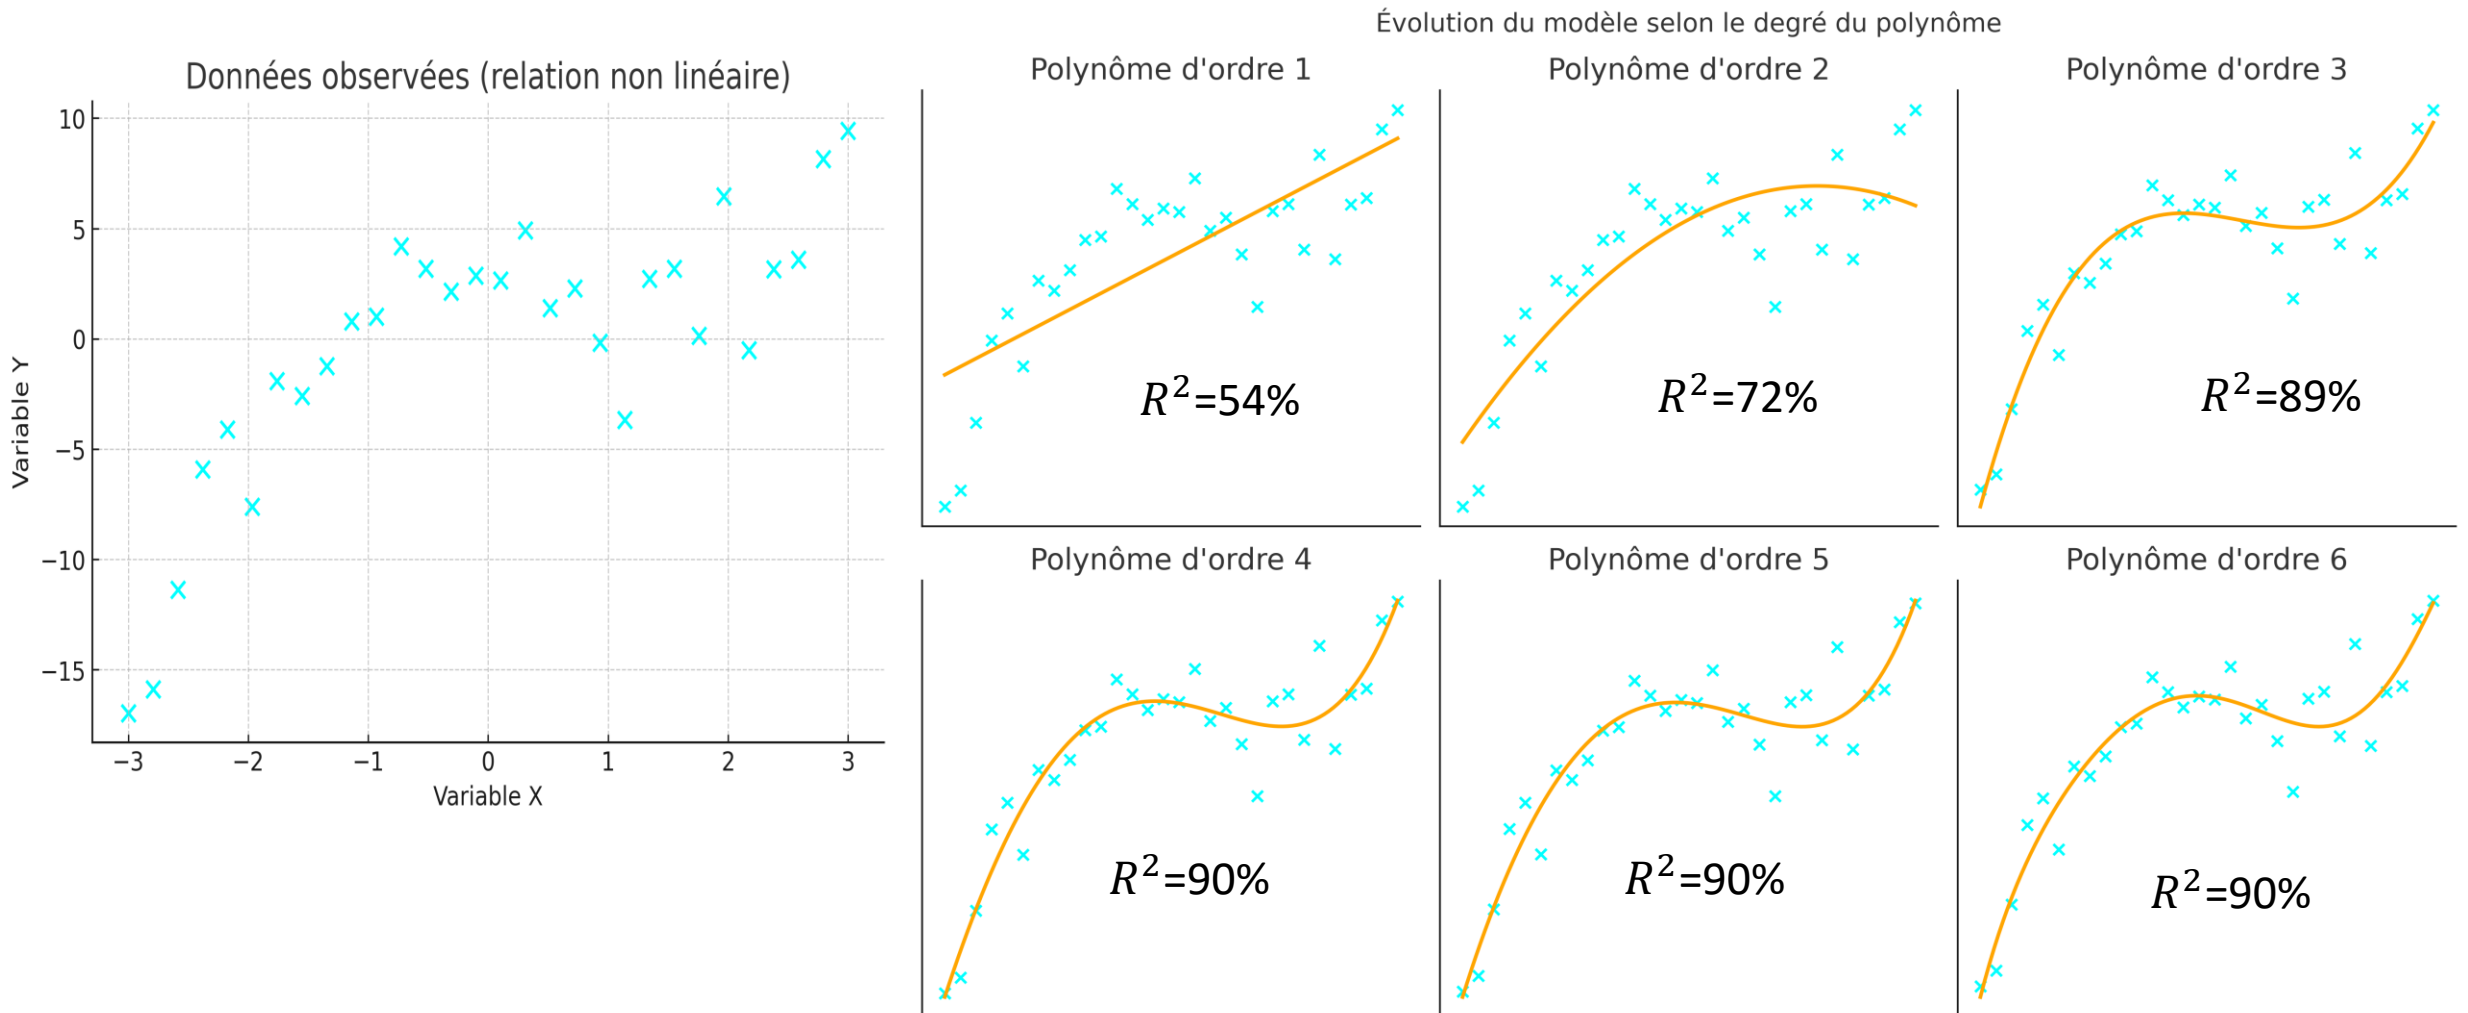 Évolution du modèle selon le degré du polynôme
Données observées (relation non linéaire)
10
5
0
−5
−10
−15
Variable Y
−3 −2 −1 0 1 2 3
Variable X
Polynôme d'ordre 1
R²=54%
Polynôme d'ordre 2
R²=72%
Polynôme d'ordre 3
R²=89%
Polynôme d'ordre 4
R²=90%
Polynôme d'ordre 5
R²=90%
Polynôme d'ordre 6
R²=90%